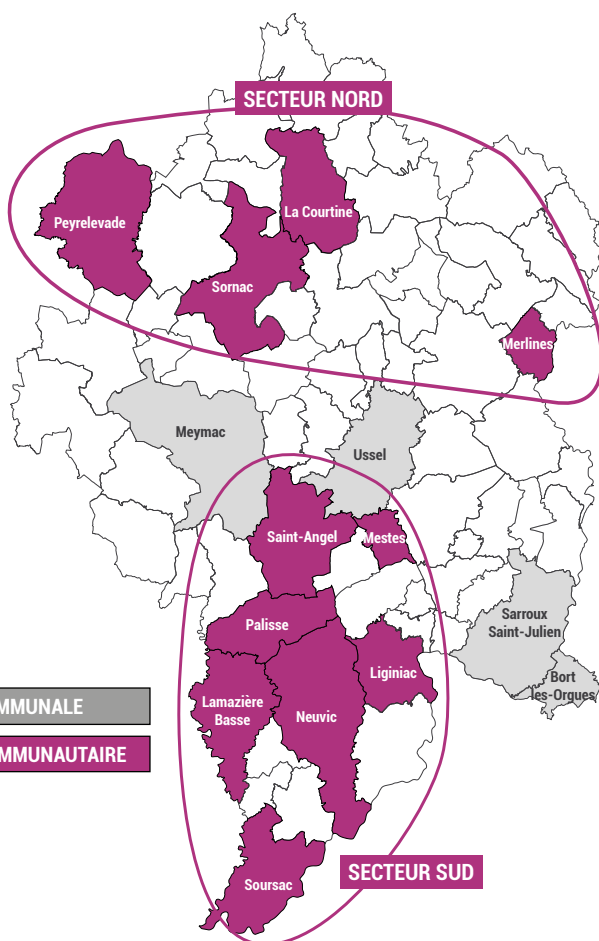 SECTEUR NORD
Peyrelevade
La Courtine
Sornac
Merlines
Meymac
Ussel
Saint-Angel
Mestes
Sarroux
Saint-Julien
Palisse
Liginiac
Bort
les-Orgues
Lamazière
Basse
Neuvic
MMUNALE
MMUNAUTAIRE
SECTEUR SUD
Soursac